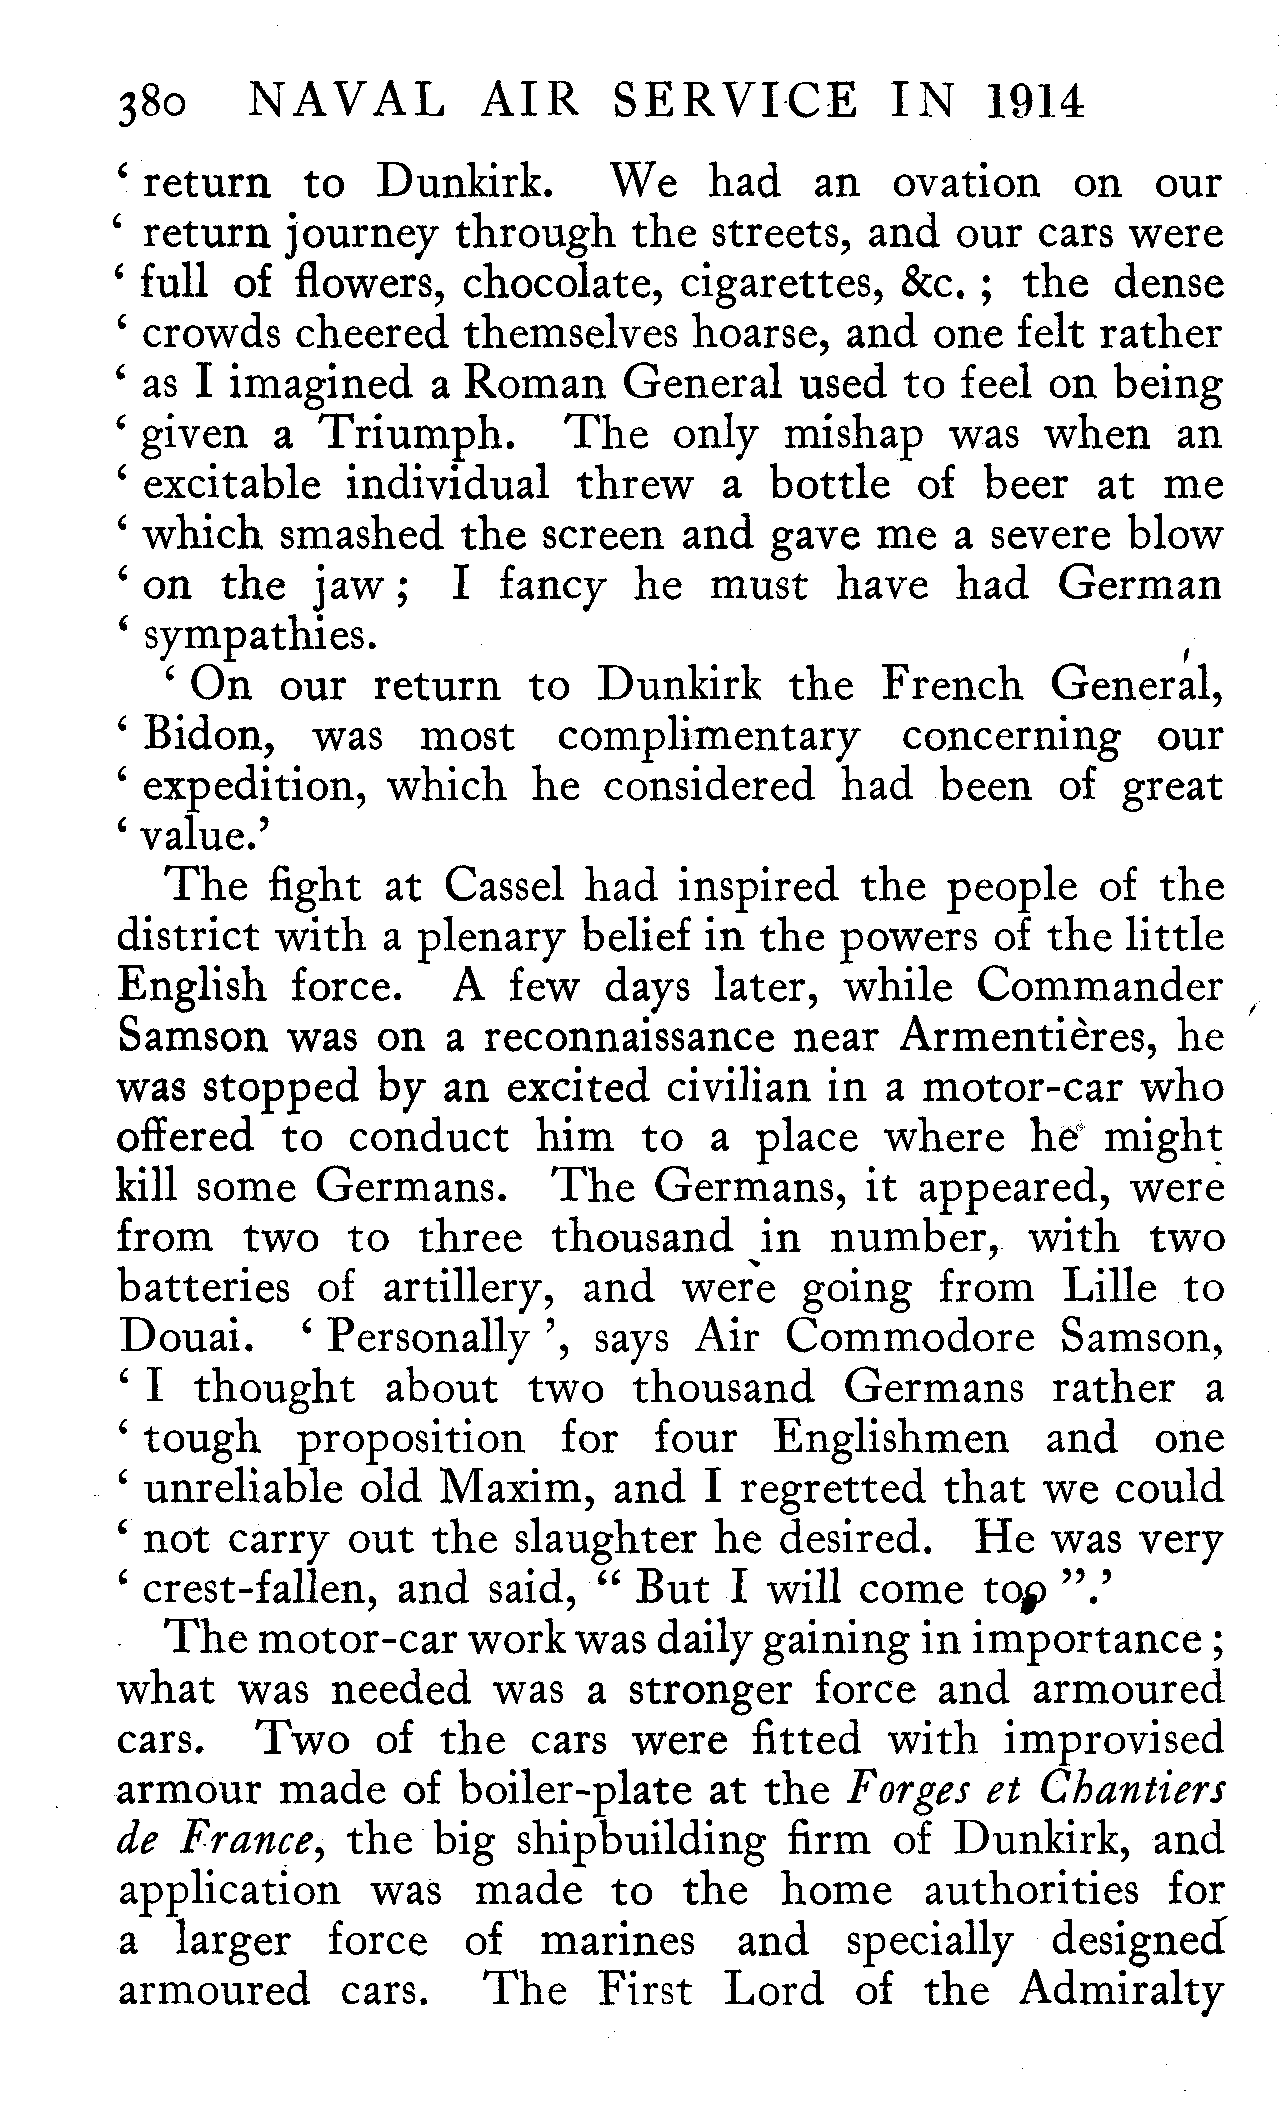 380 NAVAL AIR SERVICE IN 1914
‘ return to Dunkirk. We had an ovation on our
‘ return journey through the streets, and our cars were
‘ full of flowers, chocolate, cigarettes, &c. ; the dense
‘ crowds cheered themselves hoarse, and one felt rather
‘ as I imagined a Roman General used to feel on being
‘ given a Triumph. The only mishap was when an
‘ excitable individual threw a bottle of beer at me
‘ which smashed the screen and gave me a severe blow
‘ on the jaw ; I fancy he must have had German
‘ sympathies.
‘ On our return to Dunkirk the French General,
‘ Bidon, was most complimentary concerning our
‘ expedition, which he considered had been of great
‘ value.’
The fight at Cassel had inspired the people of the
district with a plenary belief in the powers of the little
English force. A few days later, while Commander
Samson was on a reconnaissance near Armentières, he
was stopped by an excited civilian in a motor-car who
offered to conduct him to a place where he might
kill some Germans. The Germans, it appeared, were
from two to three thousand in number, with two
batteries of artillery, and were going from Lille to
Douai. ‘ Personally ’, says Air Commodore Samson,
‘ I thought about two thousand Germans rather a
‘ tough proposition for four Englishmen and one
‘ unreliable old Maxim, and I regretted that we could
‘ not carry out the slaughter he desired. He was very
‘ crest-fallen, and said, “ But I will come too ”.’
The motor-car work was daily gaining in importance ;
what was needed was a stronger force and armoured
cars. Two of the cars were fitted with improvised
armour made of boiler-plate at the Forges et Chantiers
de France, the big shipbuilding firm of Dunkirk, and
application was made to the home authorities for
a larger force of marines and specially designed
armoured cars. The First Lord of the Admiralty